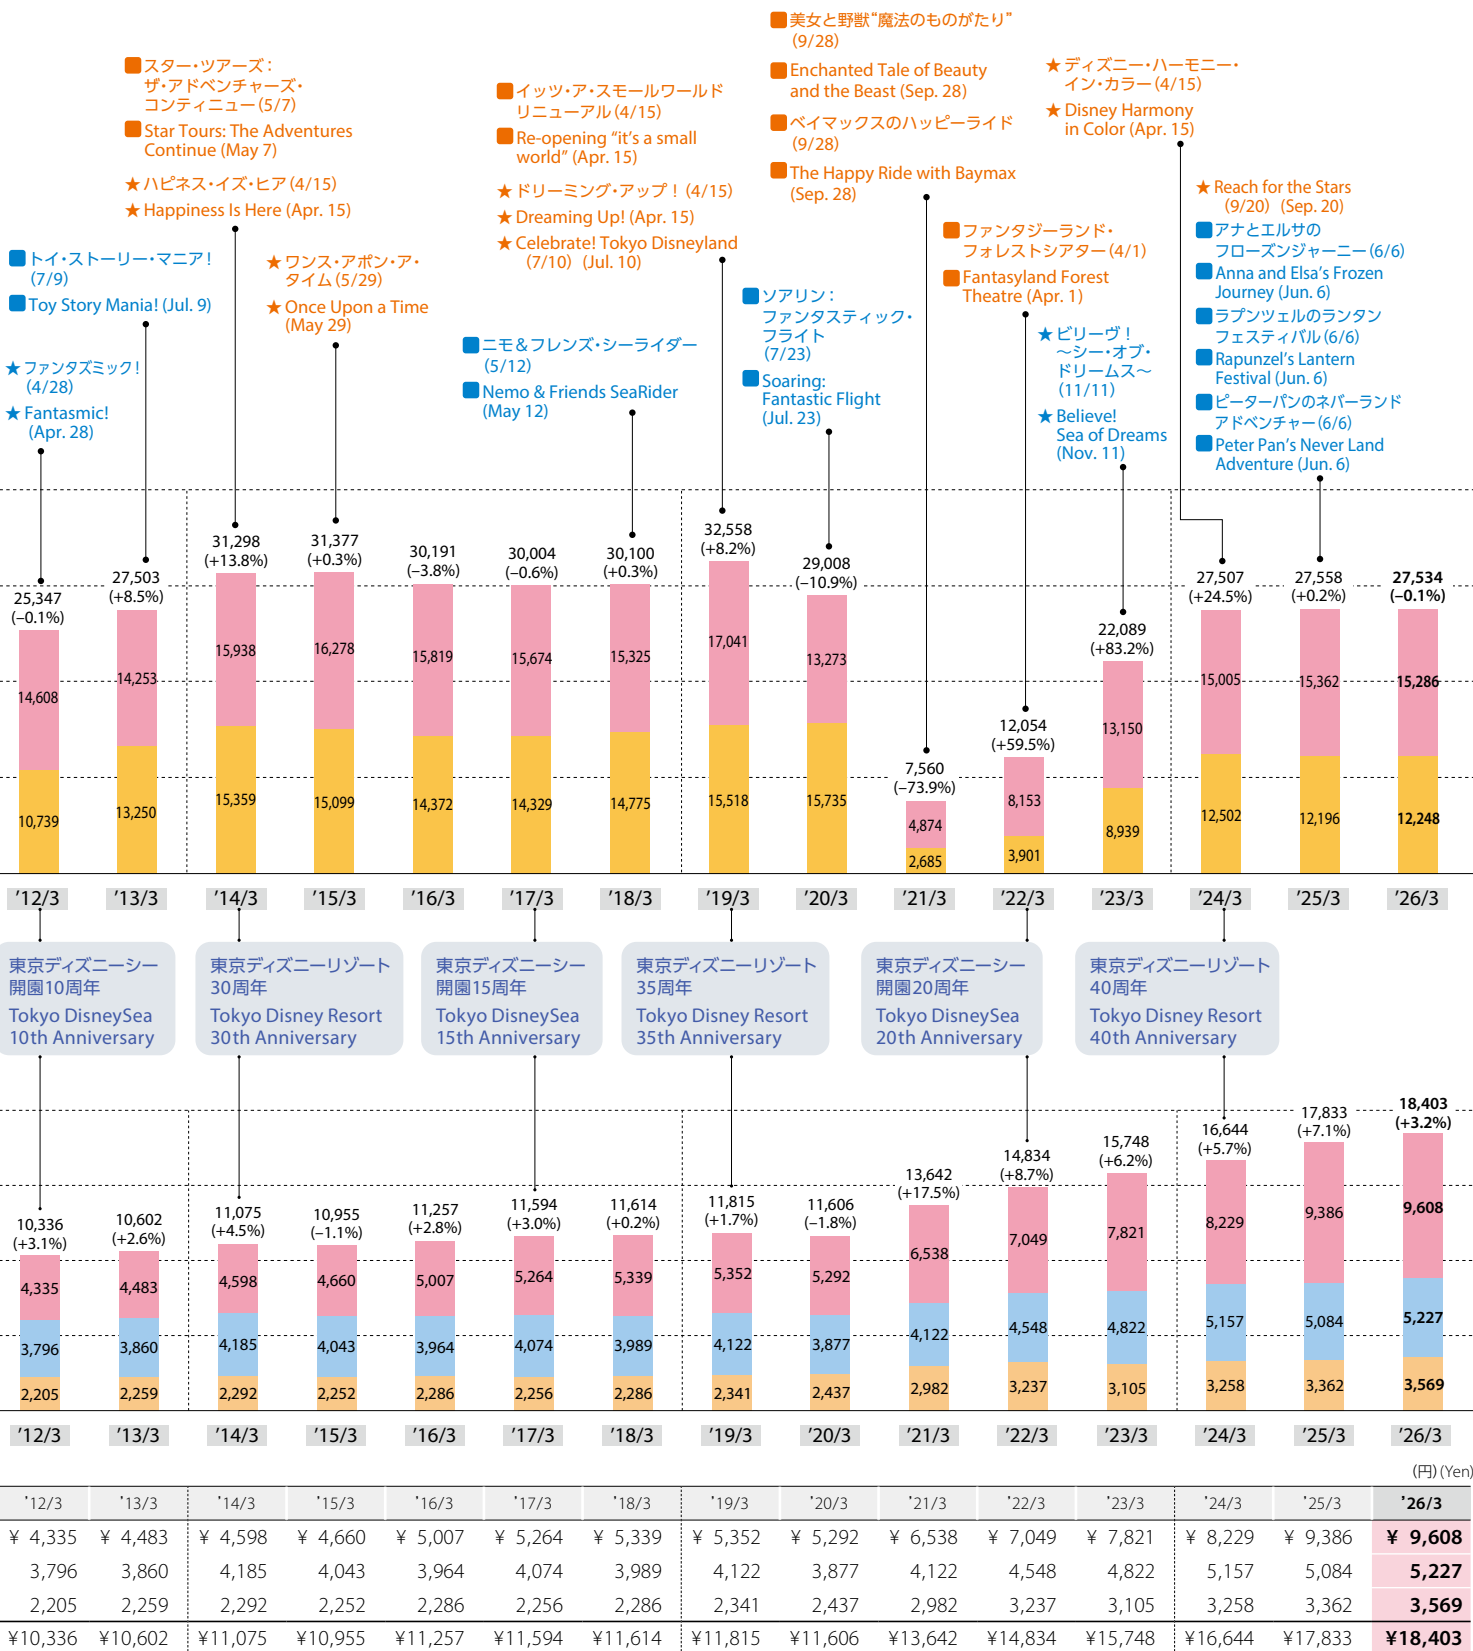 美女と野獣“魔法のものがたり”
(9/28)
Enchanted Tale of Beauty
and the Beast (Sep. 28)
ベイマックスのハッピーライド
(9/28)
The Happy Ride with Baymax
(Sep. 28)
スター・ツアーズ：
ザ・アドベンチャーズ・
コンティニュー(5/7)
Star Tours: The Adventures
Continue (May 7)
★ハピネス・イズ・ヒア(4/15)
★Happiness Is Here (Apr. 15)
イッツ・ア・スモールワールド
リニューアル(4/15)
Re-opening “it’s a small
world” (Apr. 15)
★ドリーミング・アップ！(4/15)
★Dreaming Up! (Apr. 15)
★Celebrate! Tokyo Disneyland
(7/10) (Jul. 10)
★ディズニー・ハーモニー・
イン・カラー(4/15)
★Disney Harmony
in Color (Apr. 15)
トイ・ストーリー・マニア！
(7/9)
Toy Story Mania! (Jul. 9)
★ワンス・アポン・ア・
タイム(5/29)
★Once Upon a Time
(May 29)
★ファンタズミック！
(4/28)
★Fantasmic!
(Apr. 28)
ニモ＆フレンズ・シーライダー
(5/12)
Nemo & Friends SeaRider
(May 12)
ソアリン：
ファンタスティック・
フライト
(7/23)
Soaring:
Fantastic Flight
(Jul. 23)
ファンタジーランド・
フォレストシアター(4/1)
Fantasyland Forest
Theatre (Apr. 1)
★ビリーヴ！
～シー・オブ・
ドリームス～
(11/11)
★Believe!
Sea of Dreams
(Nov. 11)
★Reach for the Stars
(9/20) (Sep. 20)
アナとエルサの
フローズンジャーニー(6/6)
Anna and Elsa’s Frozen
Journey (Jun. 6)
ラプンツェルのランタン
フェスティバル(6/6)
Rapunzel’s Lantern
Festival (Jun. 6)
ピーターパンのネバーランド
アドベンチャー(6/6)
Peter Pan’s Never Land
Adventure (Jun. 6)
25,347 27,503 31,298 31,377 30,191 30,004 30,100 32,558 29,008 7,560 12,054 22,089 27,507 27,558 27,534
(–0.1%) (+8.5%) (+13.8%) (+0.3%) (–3.8%) (–0.6%) (+0.3%) (+8.2%) (–10.9%) (–73.9%) (+59.5%) (+83.2%) (+24.5%) (+0.2%) (–0.1%)
14,608 14,253 15,938 16,278 15,819 15,674 15,325 17,041 13,273 4,874 8,153 13,150 15,005 15,362 15,286
10,739 13,250 15,359 15,099 14,372 14,329 14,775 15,518 15,735 2,685 3,901 8,939 12,502 12,196 12,248
’12/3 ’13/3 ’14/3 ’15/3 ’16/3 ’17/3 ’18/3 ’19/3 ’20/3 ’21/3 ’22/3 ’23/3 ’24/3 ’25/3 ’26/3
東京ディズニーシー
開園10周年
Tokyo DisneySea
10th Anniversary
東京ディズニーリゾート
30周年
Tokyo Disney Resort
30th Anniversary
東京ディズニーシー
開園15周年
Tokyo DisneySea
15th Anniversary
東京ディズニーリゾート
35周年
Tokyo Disney Resort
35th Anniversary
東京ディズニーシー
開園20周年
Tokyo DisneySea
20th Anniversary
東京ディズニーリゾート
40周年
Tokyo Disney Resort
40th Anniversary
10,336 10,602 11,075 10,955 11,257 11,594 11,614 11,815 11,606 13,642 14,834 15,748 16,644 17,833 18,403
(+3.1%) (+2.6%) (+4.5%) (–1.1%) (+2.8%) (+3.0%) (+0.2%) (+1.7%) (–1.8%) (+17.5%) (+8.7%) (+6.2%) (+5.7%) (+7.1%) (+3.2%)
4,335 4,483 4,598 4,660 5,007 5,264 5,339 5,352 5,292 6,538 7,049 7,821 8,229 9,386 9,608
3,796 3,860 4,185 4,043 3,964 4,074 3,989 4,122 3,877 4,122 4,548 4,822 5,157 5,084 5,227
2,205 2,259 2,292 2,252 2,286 2,256 2,286 2,341 2,437 2,982 3,237 3,105 3,258 3,362 3,569
’12/3 ’13/3 ’14/3 ’15/3 ’16/3 ’17/3 ’18/3 ’19/3 ’20/3 ’21/3 ’22/3 ’23/3 ’24/3 ’25/3 ’26/3
(円) (Yen)
’12/3 ’13/3 ’14/3 ’15/3 ’16/3 ’17/3 ’18/3 ’19/3 ’20/3 ’21/3 ’22/3 ’23/3 ’24/3 ’25/3 ’26/3
¥ 4,335 ¥ 4,483 ¥ 4,598 ¥ 4,660 ¥ 5,007 ¥ 5,264 ¥ 5,339 ¥ 5,352 ¥ 5,292 ¥ 6,538 ¥ 7,049 ¥ 7,821 ¥ 8,229 ¥ 9,386 ¥ 9,608
3,796 3,860 4,185 4,043 3,964 4,074 3,989 4,122 3,877 4,122 4,548 4,822 5,157 5,084 5,227
2,205 2,259 2,292 2,252 2,286 2,256 2,286 2,341 2,437 2,982 3,237 3,105 3,258 3,362 3,569
¥10,336 ¥10,602 ¥11,075 ¥10,955 ¥11,257 ¥11,594 ¥11,614 ¥11,815 ¥11,606 ¥13,642 ¥14,834 ¥15,748 ¥16,644 ¥17,833 ¥18,403